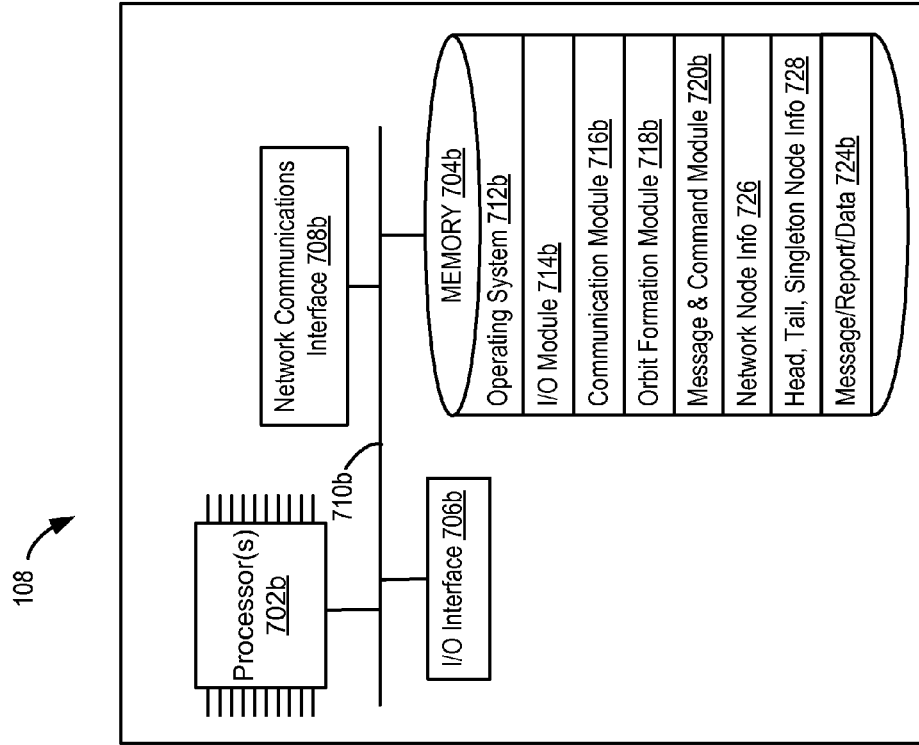 108
Processor(s)
702b
Network Communications
Interface 708b
710b
I/O Interface 706b
MEMORY 704b
Operating System 712b
I/O Module 714b
Communication Module 716b
Orbit Formation Module 718b
Message & Command Module 720b
Network Node Info 726
Head, Tail, Singleton Node Info 728
Message/Report/Data 724b